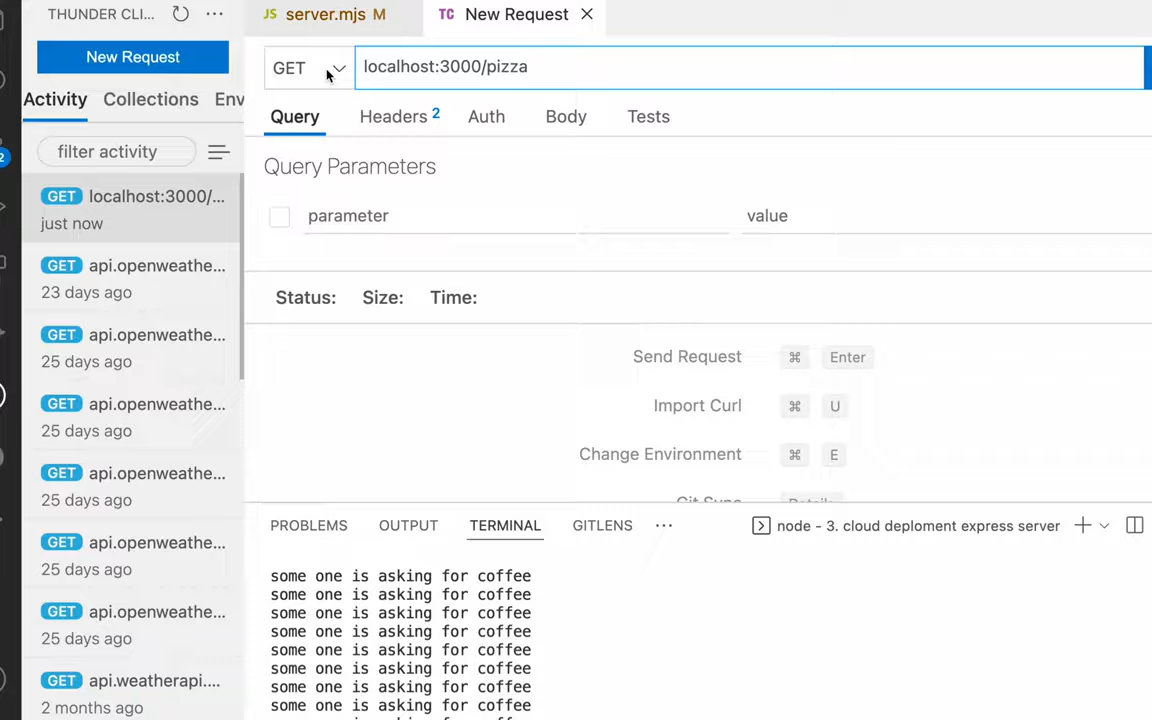 THUNDER CLI...
JS server.mjs M
TC New Request
New Request
GET
localhost:3000/pizza
Activity Collections Env
Query Headers 2 Auth Body Tests
filter activity
Query Parameters
parameter value
GET localhost:3000/...
just now
GET api.openweathe...
23 days ago
GET api.openweathe...
25 days ago
GET api.openweathe...
25 days ago
GET api.openweathe...
25 days ago
GET api.openweathe...
25 days ago
GET api.openweathe...
25 days ago
GET api.weatherapi....
2 months ago
2
Status: Size: Time:
Send Request ⌘ Enter
Import Curl ⌘ U
Change Environment ⌘ E
Git Sync Details
PROBLEMS OUTPUT TERMINAL GITLENS ...
node - 3. cloud deploment express server
some one is asking for coffee
some one is asking for coffee
some one is asking for coffee
some one is asking for coffee
some one is asking for coffee
some one is asking for coffee
some one is asking for coffee
some one is asking for coffee